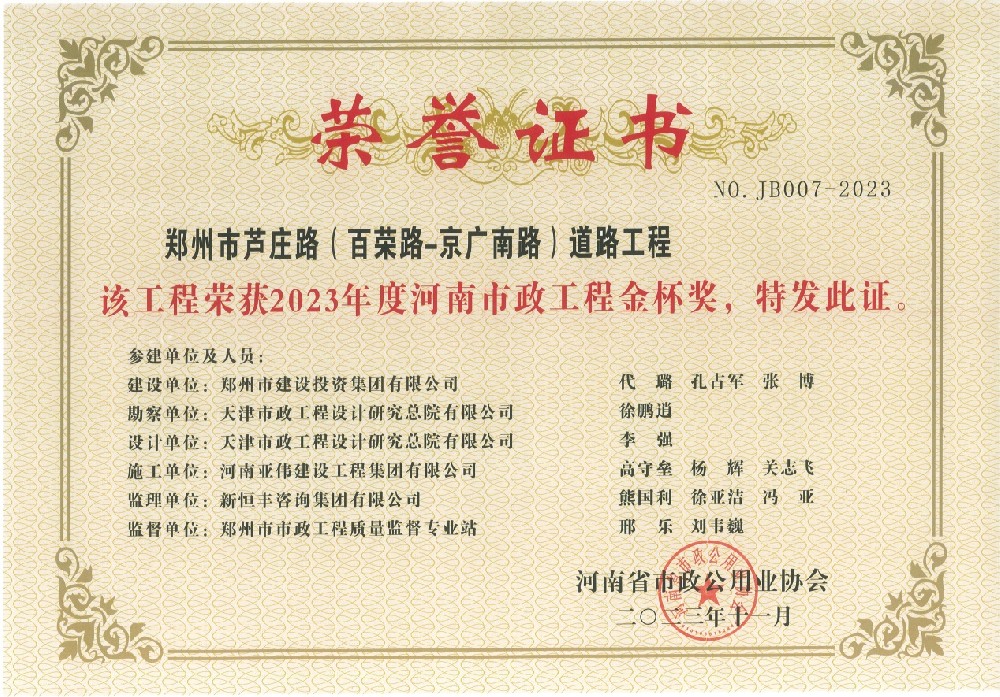 荣誉证书
NO. JB007-2023
郑州市芦庄路（百荣路-京广南路）道路工程
该工程荣获2023年度河南市政工程金杯奖，特发此证。
参建单位及人员：
建设单位：郑州市建设投资集团有限公司 代 璐 孔占军 张 博
勘察单位：天津市政工程设计研究总院有限公司 徐鹏逍
设计单位：天津市政工程设计研究总院有限公司 李 强
施工单位：河南亚伟建设工程集团有限公司 高守垒 杨 辉 关志飞
监理单位：新恒丰咨询集团有限公司 熊国利 徐亚洁 冯 亚
监督单位：郑州市市政工程质量监督专业站 邢 乐 刘韦巍
河南省市政公用业协会
二〇二三年十一月